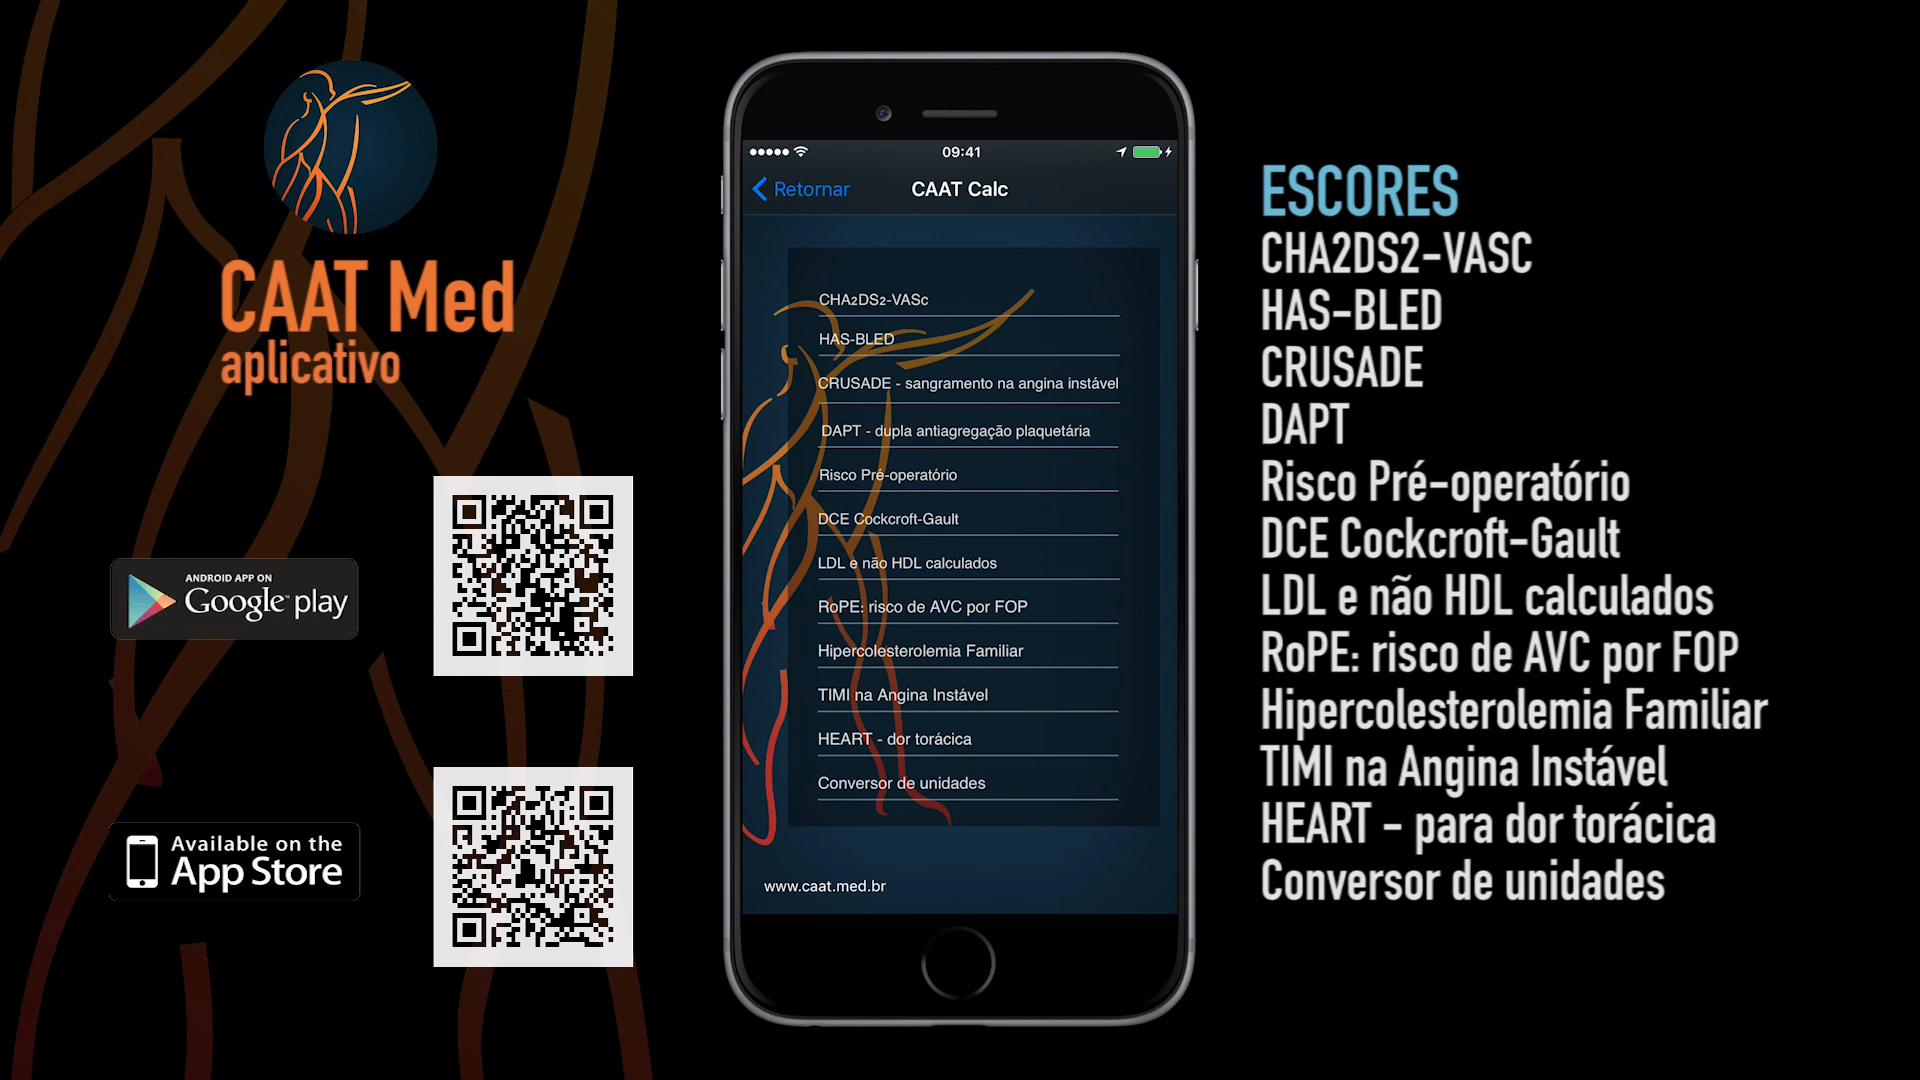 CAAT Med
aplicativo
ANDROID APP ON
Google play
Available on the
App Store
09:41
Retornar
CAAT Calc
CHA2DS2-VASc
HAS-BLED
CRUSADE - sangramento na angina instável
DAPT - dupla antiagregação plaquetária
Risco Pré-operatório
DCE Cockcroft-Gault
LDL e não HDL calculados
RoPE: risco de AVC por FOP
Hipercolesterolemia Familiar
TIMI na Angina Instável
HEART - dor torácica
Conversor de unidades
www.caat.med.br
ESCORES
CHA2DS2-VASC
HAS-BLED
CRUSADE
DAPT
Risco Pré-operatório
DCE Cockcroft-Gault
LDL e não HDL calculados
RoPE: risco de AVC por FOP
Hipercolesterolemia Familiar
TIMI na Angina Instável
HEART - para dor torácica
Conversor de unidades